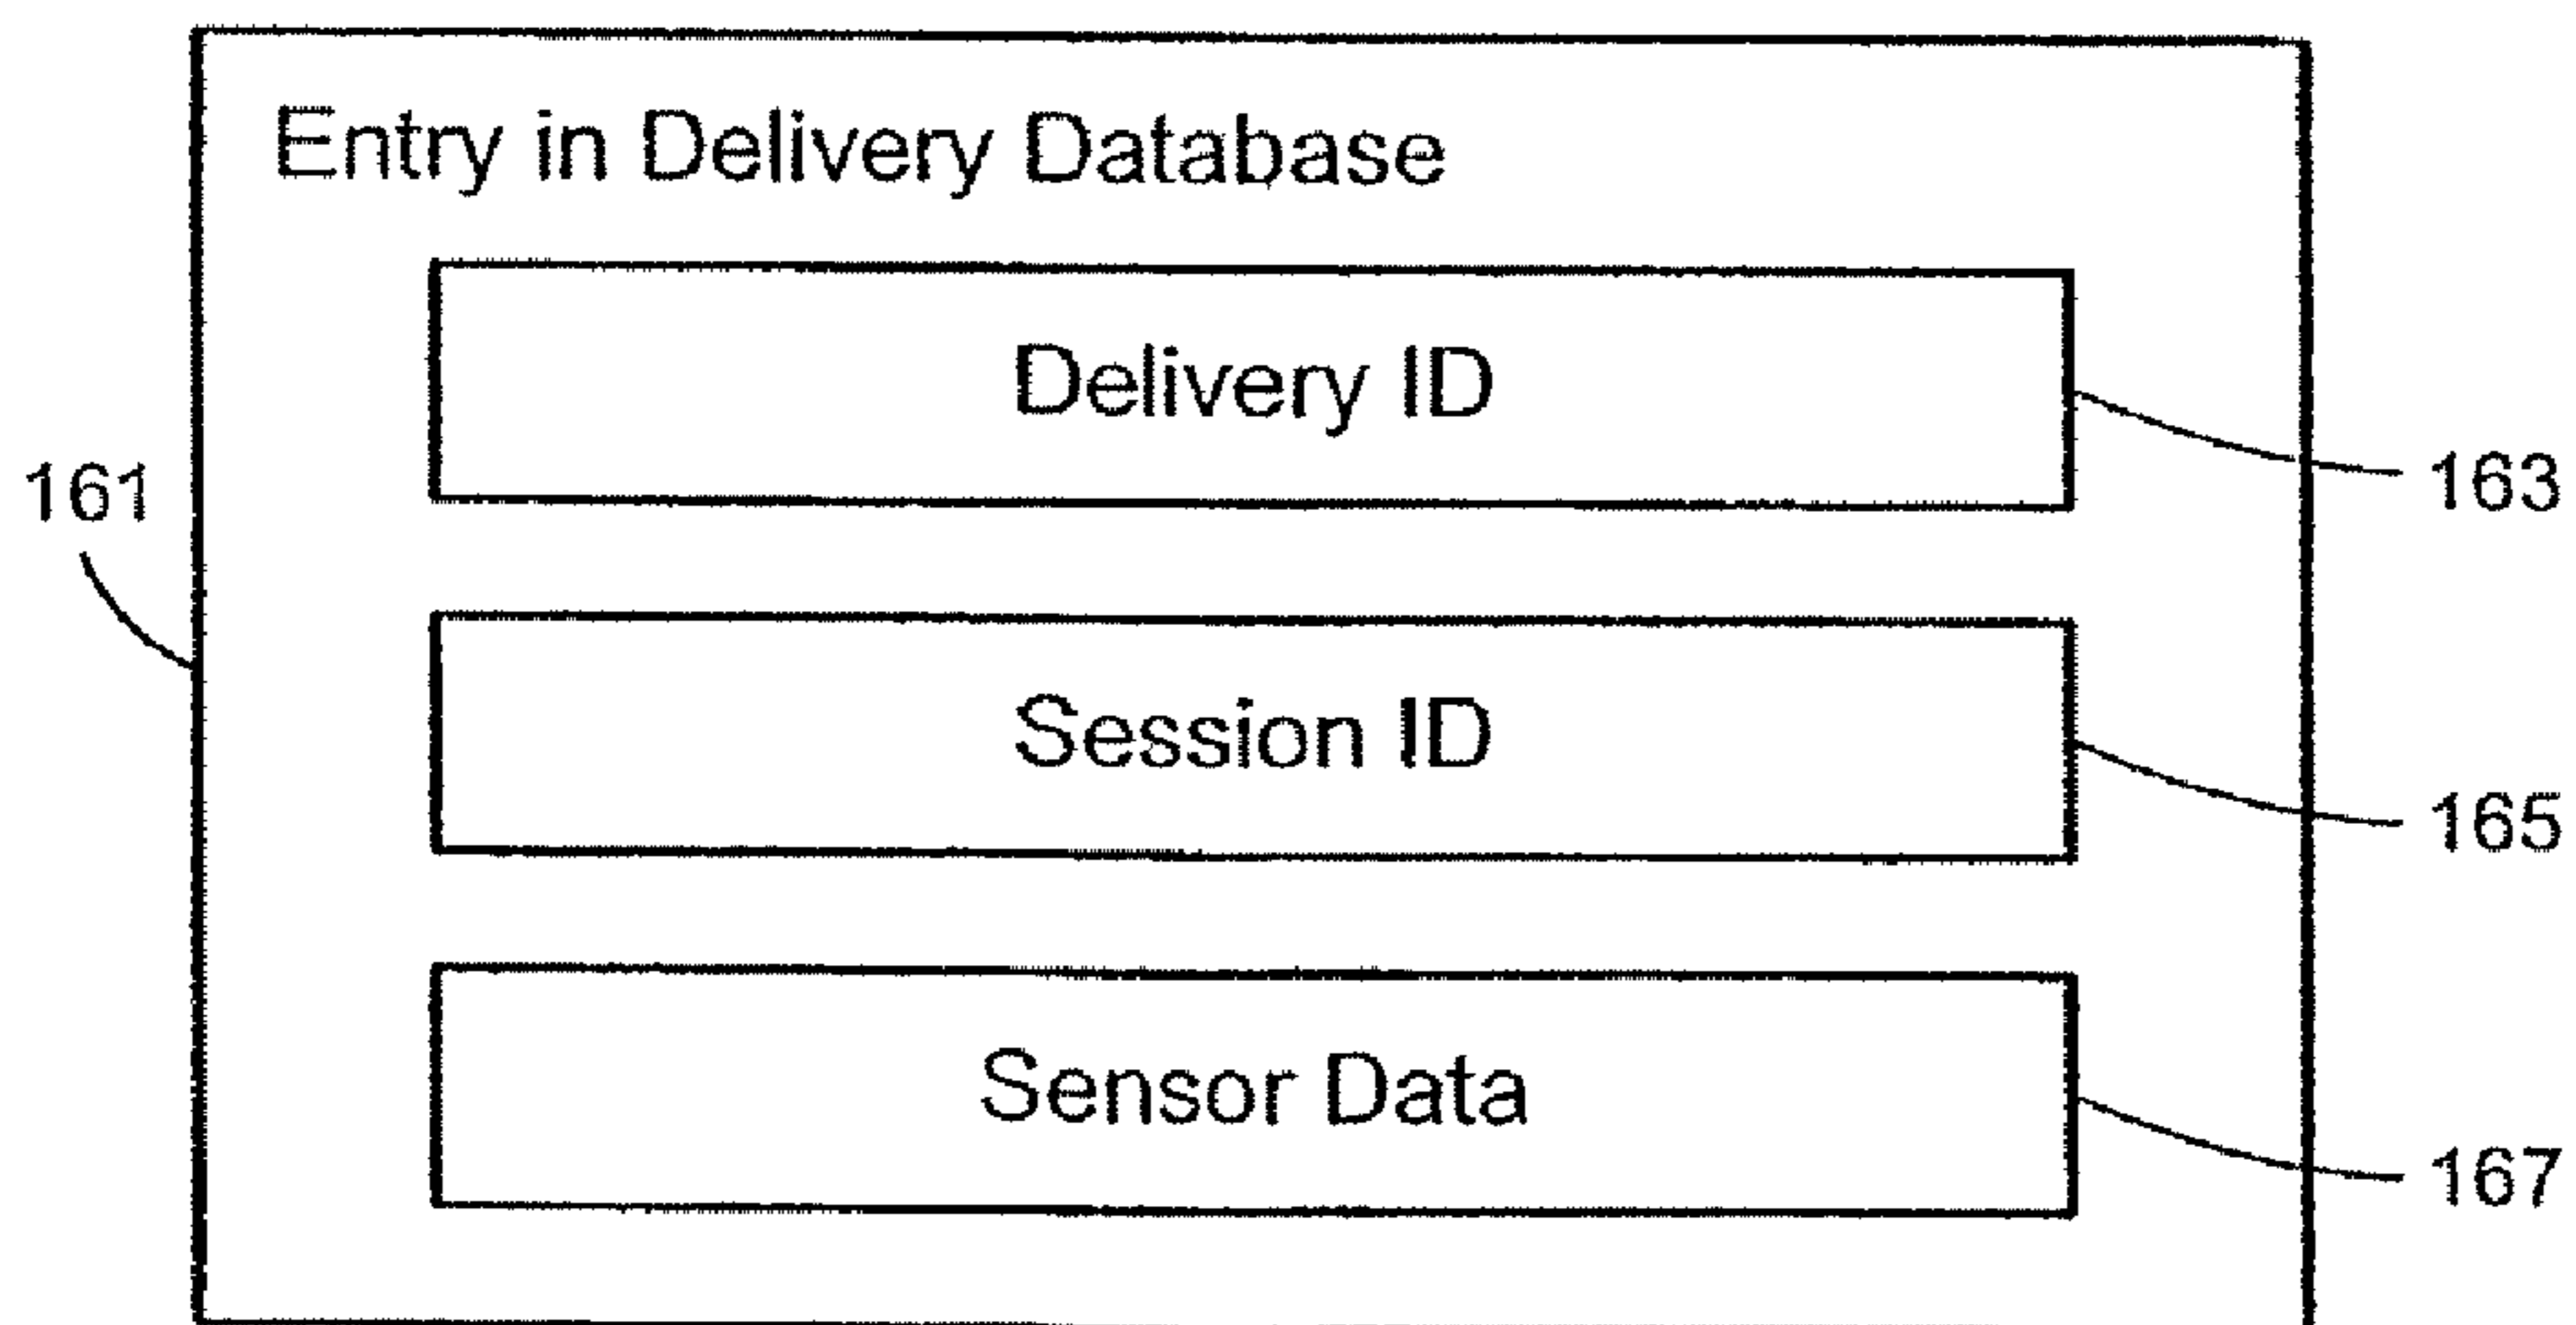 Entry in Delivery Database
Delivery ID
161
163
Session ID
165
Sensor Data
167